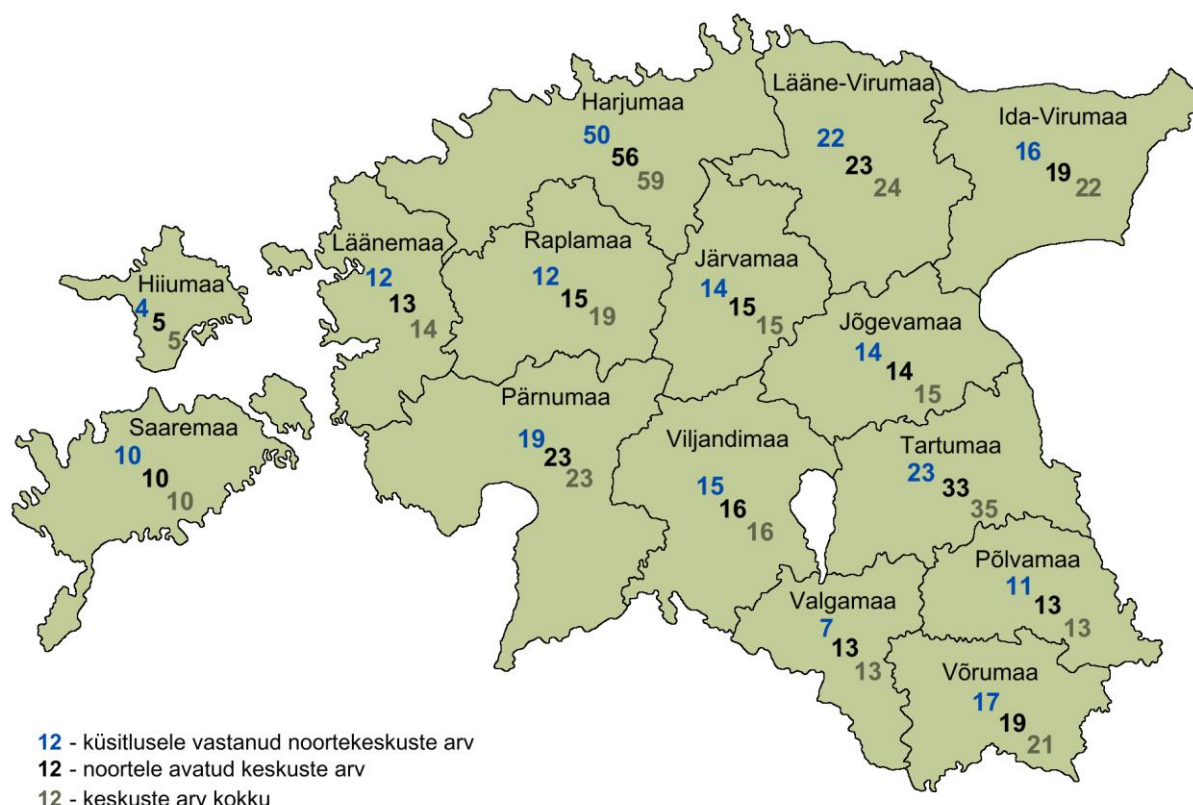 Harjumaa
50
56
59
Lääne-Virumaa
22
23
24
Ida-Virumaa
16
19
22
Läänemaa
12
13
14
Raplamaa
12
15
19
Järvamaa
14
15
15
Hiiumaa
4
5
5
Jõgevamaa
14
14
15
Saaremaa
10
10
10
Pärnumaa
19
23
23
Viljandimaa
15
16
16
Tartumaa
23
33
35
Põlvamaa
11
13
13
Valgamaa
7
13
13
Võrumaa
17
19
21
12 - küsitlusele vastanud noortekeskuste arv
12 - noortele avatud keskuste arv
12 - keskuste arv kokku